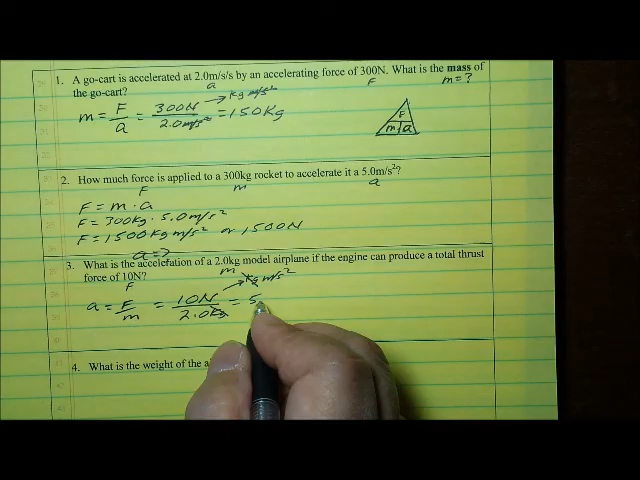 1. A go-cart is accelerated at 2.0m/s/s by an accelerating force of 300N. What is the mass of
a F m=?
the go-cart?
m = F/a = 300N/2.0m/s² → kg m/s² = 150Kg
F
m a
2. How much force is applied to a 300kg rocket to accelerate it a 5.0m/s²?
F m a
F = m · a
F = 300kg · 5.0m/s²
F = 1500 Kg m/s² or 1500N
a=?
3. What is the acceleration of a 2.0kg model airplane if the engine can produce a total thrust
m
force of 10N?
F
a = F/m = 10N/2.0kg → kg m/s² = 5
4. What is the weight of the a